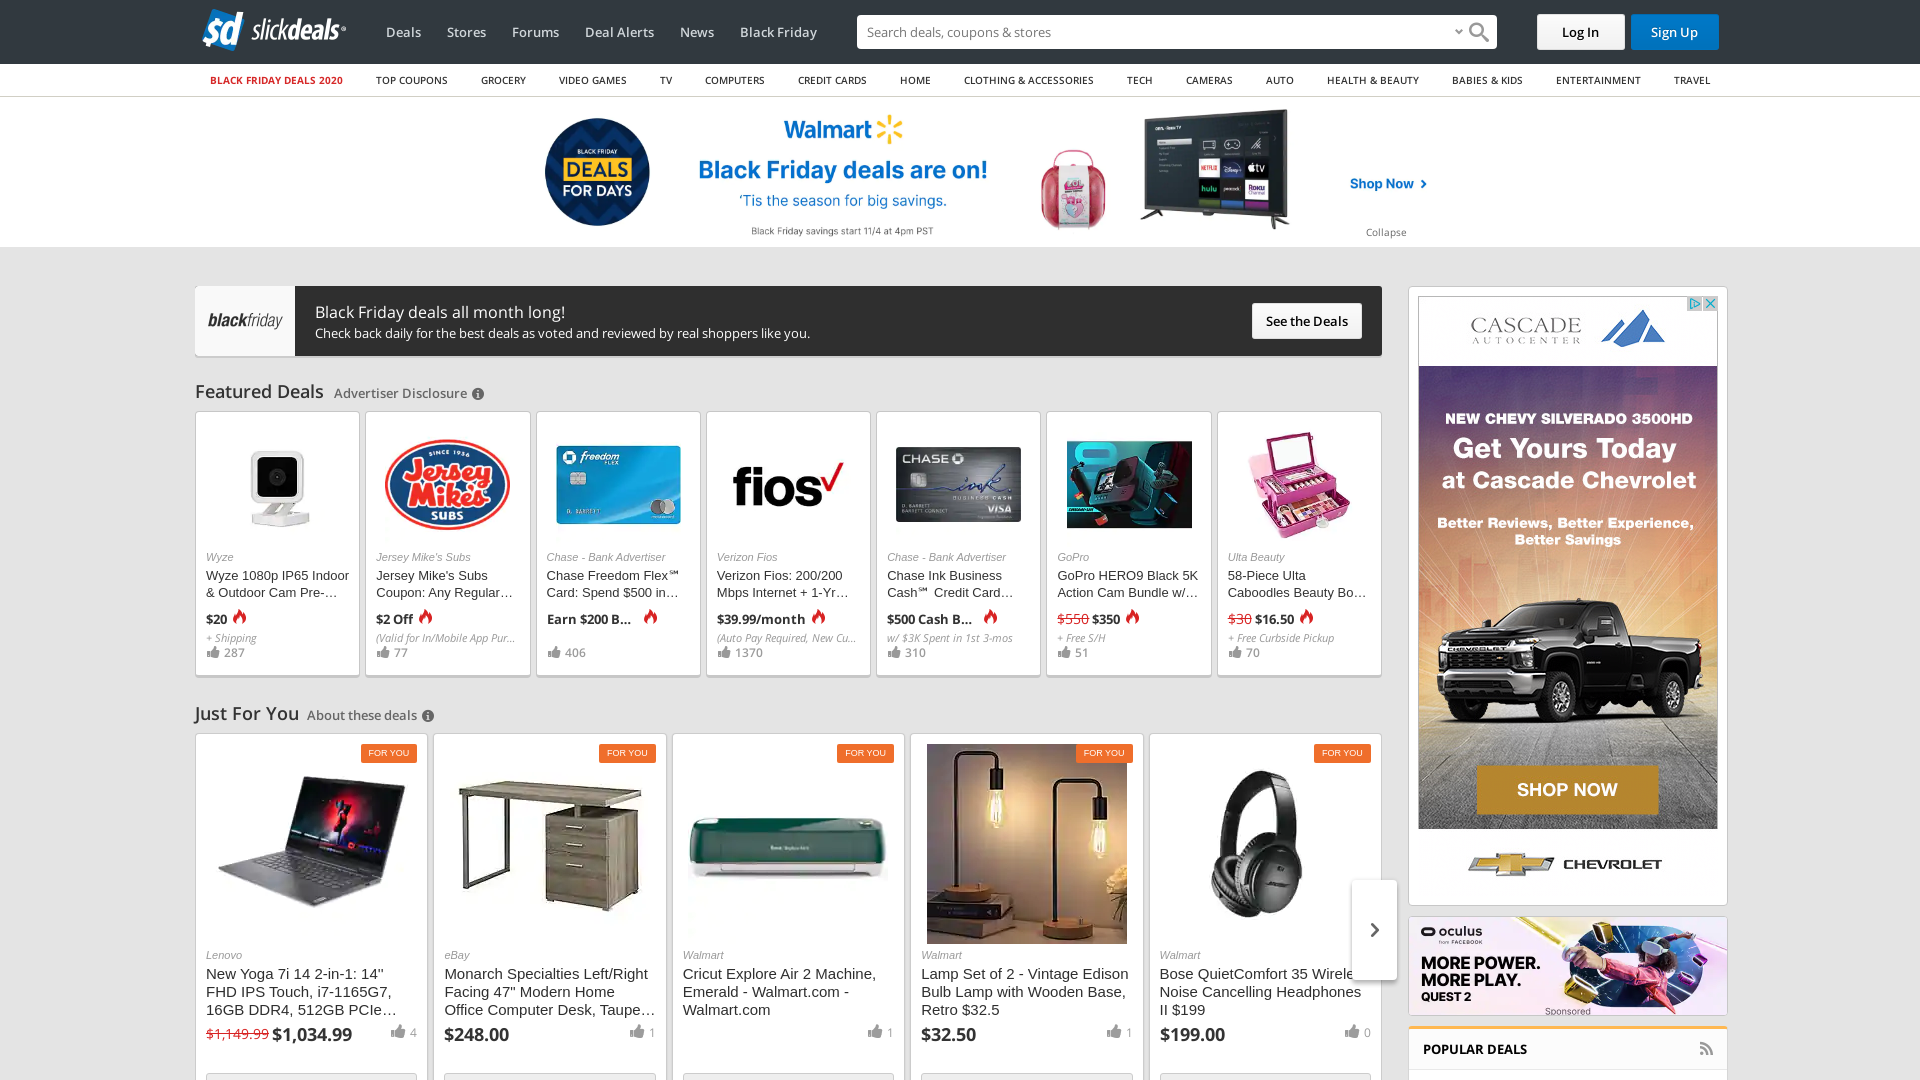 slickdeals
Deals
Stores
Forums
Deal Alerts
News
Black Friday
Search deals, coupons & stores
Log In
Sign Up
BLACK FRIDAY DEALS 2020
TOP COUPONS
GROCERY
VIDEO GAMES
TV
COMPUTERS
CREDIT CARDS
HOME
CLOTHING & ACCESSORIES
TECH
CAMERAS
AUTO
HEALTH & BEAUTY
BABIES & KIDS
ENTERTAINMENT
TRAVEL
BLACK FRIDAY
DEALS
FOR DAYS
Walmart
Black Friday deals are on!
'Tis the season for big savings.
Black Friday savings start 11/4 at 4pm PST
Shop Now
Collapse
blackfriday
Black Friday deals all month long!
Check back daily for the best deals as voted and reviewed by real shoppers like you.
See the Deals
Featured Deals
Advertiser Disclosure
Wyze
Wyze 1080p IP65 Indoor
& Outdoor Cam Pre-...
$20
+ Shipping
287
SINCE 1956
Jersey
Mike's
SUBS
Jersey Mike's Subs
Jersey Mike's Subs
Coupon: Any Regular...
$2 Off
(Valid for In/Mobile App Pur...
77
freedom
FLEX
Chase - Bank Advertiser
Chase Freedom Flex℠
Card: Spend $500 in...
Earn $200 B...
406
fios
Verizon Fios
Verizon Fios: 200/200
Mbps Internet + 1-Yr...
$39.99/month
(Auto Pay Required, New Cu...
1370
CHASE
BUSINESS CASH
VISA
Chase - Bank Advertiser
Chase Ink Business
Cash℠ Credit Card...
$500 Cash B...
w/ $3K Spent in 1st 3-mos
310
GoPro
GoPro HERO9 Black 5K
Action Cam Bundle w/...
$550 $350
+ Free S/H
51
Ulta Beauty
58-Piece Ulta
Caboodles Beauty Bo...
$30 $16.50
+ Free Curbside Pickup
70
Just For You
About these deals
FOR YOU
Lenovo
New Yoga 7i 14 2-in-1: 14"
FHD IPS Touch, i7-1165G7,
16GB DDR4, 512GB PCIe...
$1,149.99 $1,034.99
4
FOR YOU
eBay
Monarch Specialties Left/Right
Facing 47" Modern Home
Office Computer Desk, Taupe...
$248.00
1
FOR YOU
Walmart
Cricut Explore Air 2 Machine,
Emerald - Walmart.com -
Walmart.com
1
FOR YOU
Walmart
Lamp Set of 2 - Vintage Edison
Bulb Lamp with Wooden Base,
Retro $32.5
$32.50
1
FOR YOU
BOSE
Walmart
Bose QuietComfort 35 Wirele
Noise Cancelling Headphones
II $199
$199.00
0
CASCADE
AUTOCENTER
NEW CHEVY SILVERADO 3500HD
Get Yours Today
at Cascade Chevrolet
Better Reviews, Better Experience,
Better Savings
CHEVROLET
SHOP NOW
CHEVROLET
oculus
from FACEBOOK
MORE POWER.
MORE PLAY.
QUEST 2
Sponsored
POPULAR DEALS